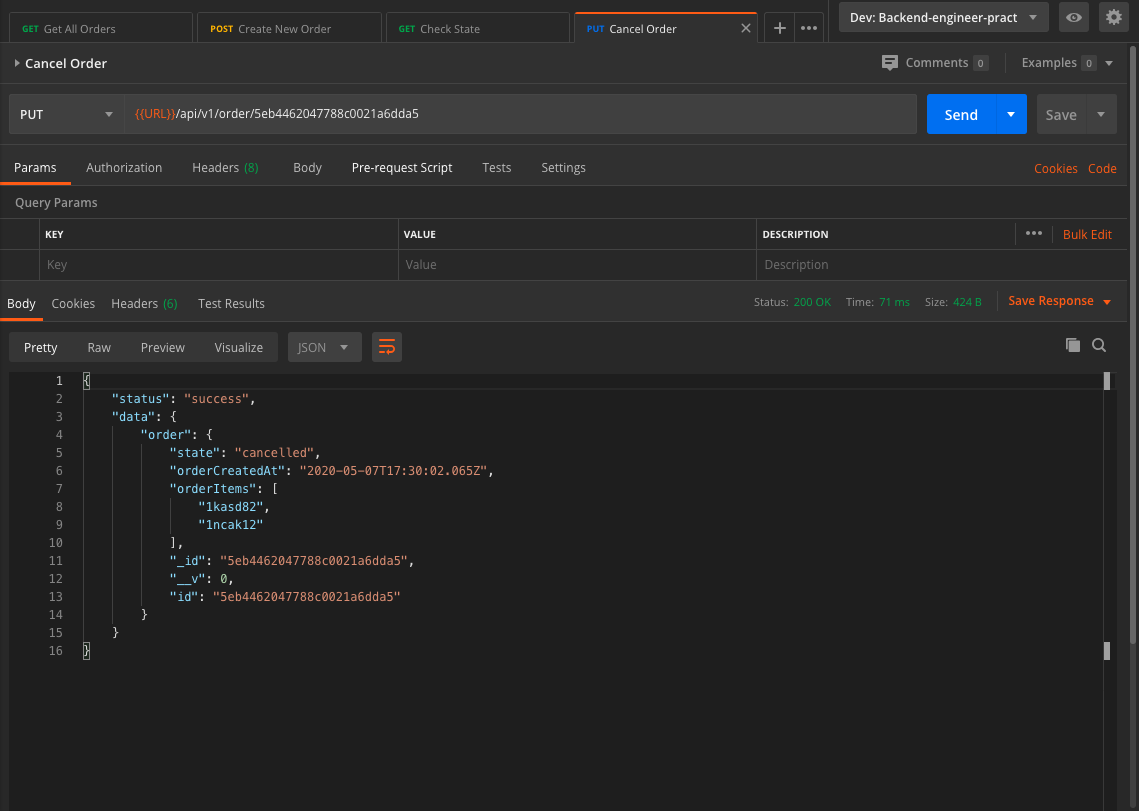 GET Get All Orders POST Create New Order GET Check State PUT Cancel Order Dev: Backend-engineer-pract
Cancel Order Comments 0 Examples 0
PUT {{URL}}/api/v1/order/5eb4462047788c0021a6dda5 Send Save
Params Authorization Headers (8) Body Pre-request Script Tests Settings Cookies Code
Query Params
KEY VALUE DESCRIPTION Bulk Edit
Key Value Description
Body Cookies Headers (6) Test Results Status: 200 OK Time: 71 ms Size: 424 B Save Response
Pretty Raw Preview Visualize JSON
1 {
2 "status": "success",
3 "data": {
4 "order": {
5 "state": "cancelled",
6 "orderCreatedAt": "2020-05-07T17:30:02.065Z",
7 "orderItems": [
8 "1kasd82",
9 "1ncak12"
10 ],
11 "_id": "5eb4462047788c0021a6dda5",
12 "__v": 0,
13 "id": "5eb4462047788c0021a6dda5"
14 }
15 }
16 }